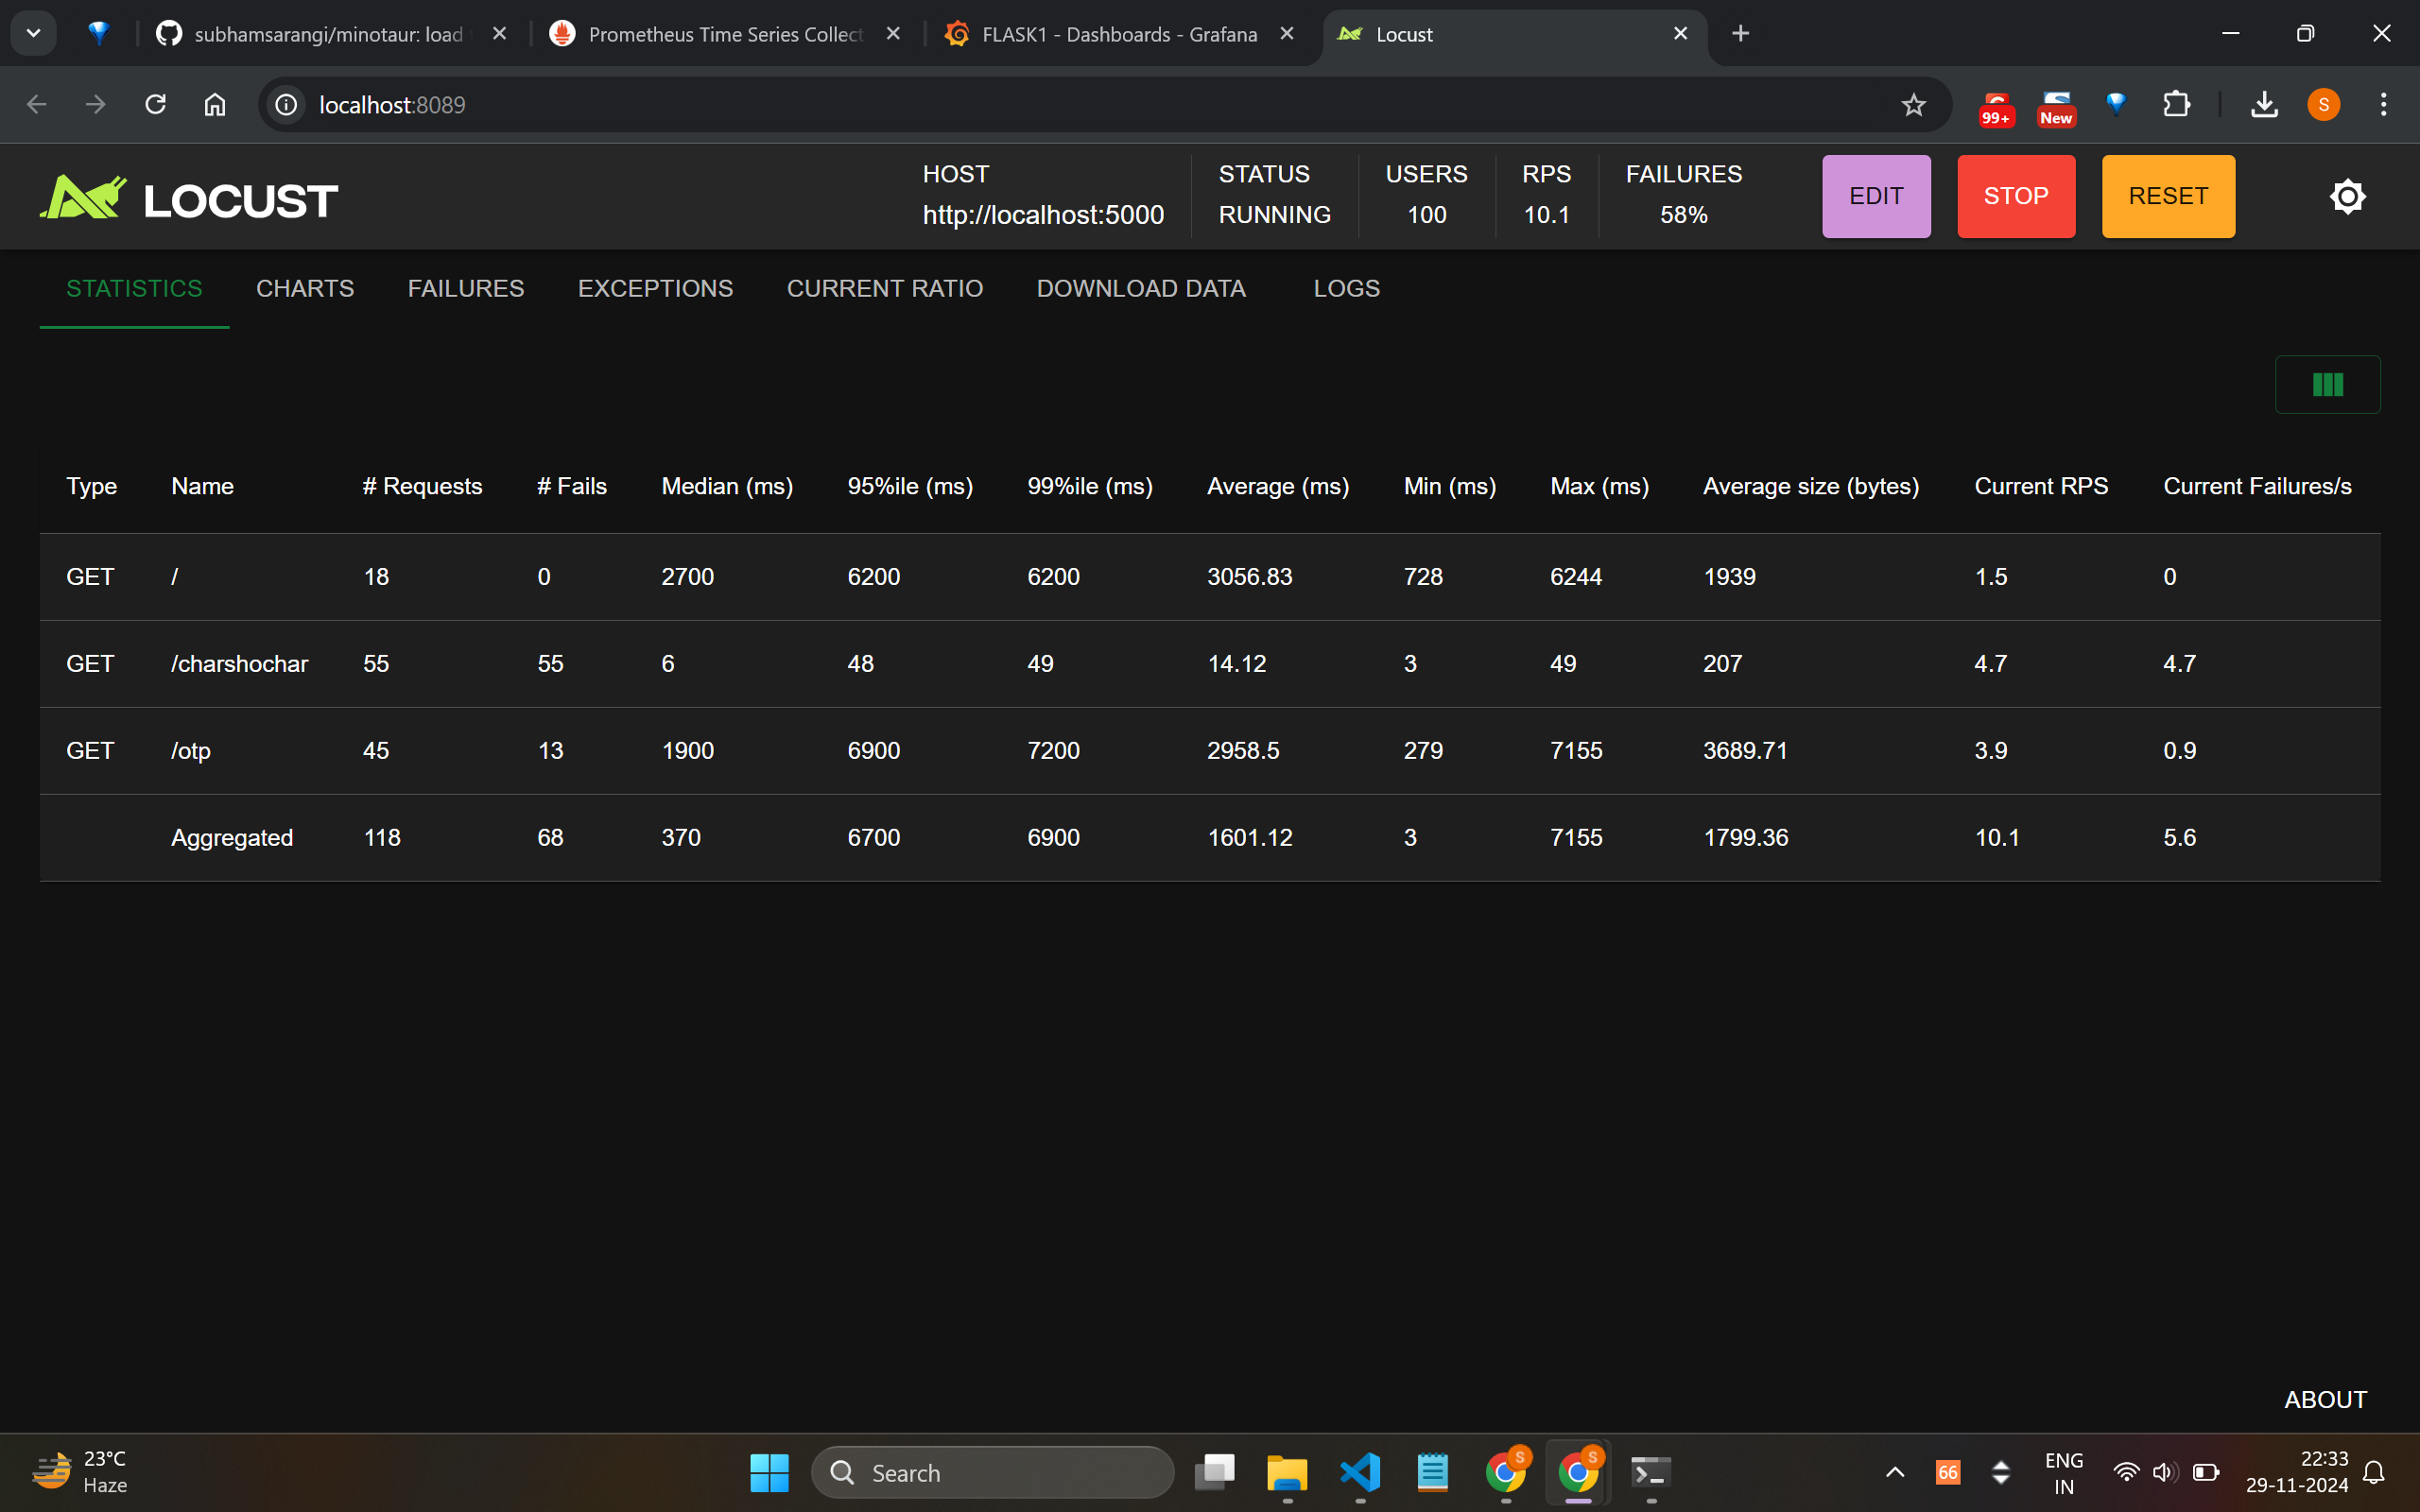 subhamsarangi/minotaur: load
Prometheus Time Series Collect
FLASK1 - Dashboards - Grafana
Locust
localhost:8089
99+
New
S
LOCUST
HOST
http://localhost:5000
STATUS
RUNNING
USERS
100
RPS
10.1
FAILURES
58%
EDIT
STOP
RESET
STATISTICS CHARTS FAILURES EXCEPTIONS CURRENT RATIO DOWNLOAD DATA LOGS
Type Name # Requests # Fails Median (ms) 95%ile (ms) 99%ile (ms) Average (ms) Min (ms) Max (ms) Average size (bytes) Current RPS Current Failures/s
GET / 18 0 2700 6200 6200 3056.83 728 6244 1939 1.5 0
GET /charshochar 55 55 6 48 49 14.12 3 49 207 4.7 4.7
GET /otp 45 13 1900 6900 7200 2958.5 279 7155 3689.71 3.9 0.9
Aggregated 118 68 370 6700 6900 1601.12 3 7155 1799.36 10.1 5.6
ABOUT
23°C
Haze
Search
S
S
66
ENG
IN
22:33
29-11-2024